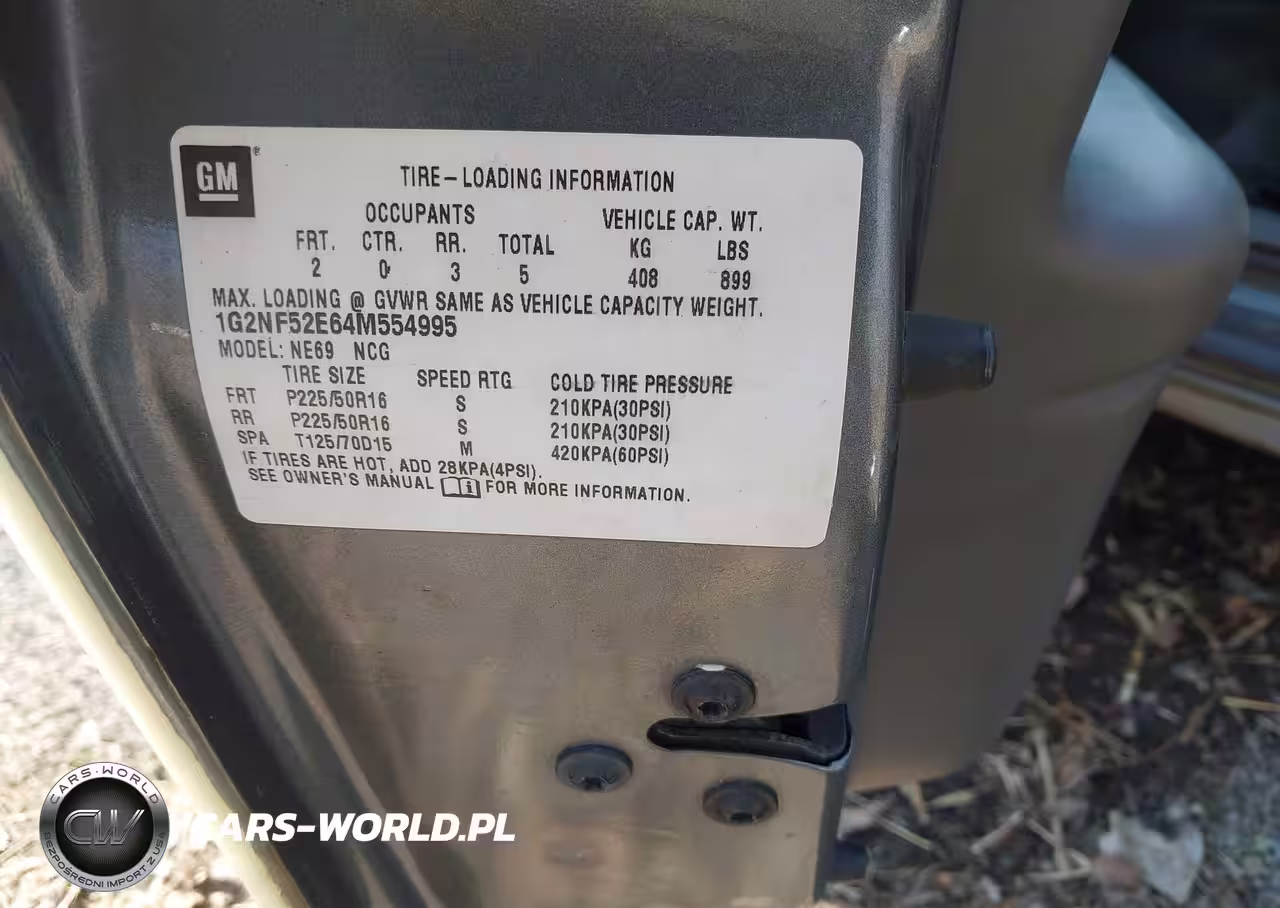 GM®
TIRE – LOADING INFORMATION
OCCUPANTS VEHICLE CAP. WT.
FRT. CTR. RR. TOTAL KG LBS
2 0 3 5 408 899
MAX. LOADING @ GVWR SAME AS VEHICLE CAPACITY WEIGHT.
1G2NF52E64M554995
MODEL: NE69 NCG
TIRE SIZE SPEED RTG COLD TIRE PRESSURE
FRT P225/50R16 S 210KPA(30PSI)
RR P225/50R16 S 210KPA(30PSI)
SPA T125/70D15 M 420KPA(60PSI)
IF TIRES ARE HOT, ADD 28KPA(4PSI).
SEE OWNER'S MANUAL FOR MORE INFORMATION.
CARS-WORLD
CW
BEZPOŚREDNI IMPORT Z USA
CARS-WORLD.PL